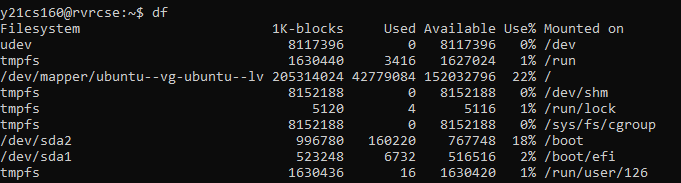 y21cs160@rvrcse:~$ df
Filesystem 1K-blocks Used Available Use% Mounted on
udev 8117396 0 8117396 0% /dev
tmpfs 1630440 3416 1627024 1% /run
/dev/mapper/ubuntu--vg-ubuntu--lv 205314024 42779084 152032796 22% /
tmpfs 8152188 0 8152188 0% /dev/shm
tmpfs 5120 4 5116 1% /run/lock
tmpfs 8152188 0 8152188 0% /sys/fs/cgroup
/dev/sda2 996780 160220 767748 18% /boot
/dev/sda1 523248 6732 516516 2% /boot/efi
tmpfs 1630436 16 1630420 1% /run/user/126